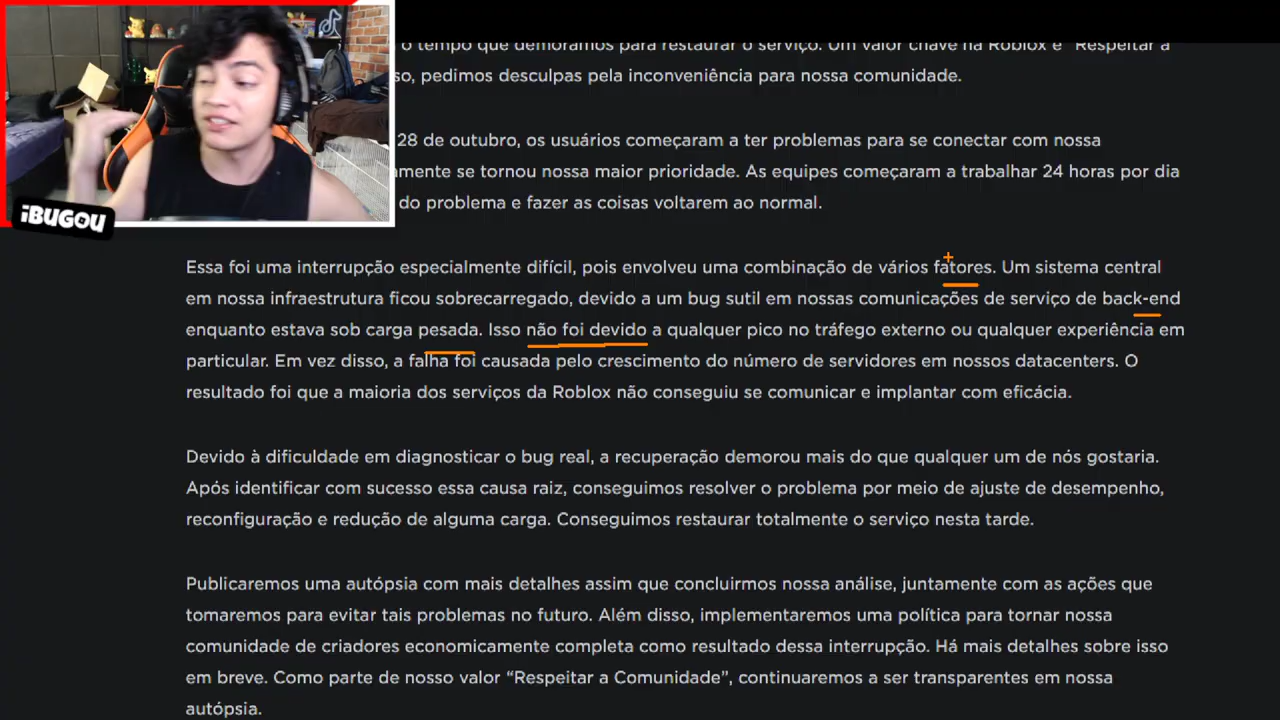 o tempo que demoramos para restaurar o serviço. Um valor chave na Roblox é "Respeitar a
so, pedimos desculpas pela inconveniência para nossa comunidade.
28 de outubro, os usuários começaram a ter problemas para se conectar com nossa
amente se tornou nossa maior prioridade. As equipes começaram a trabalhar 24 horas por dia
do problema e fazer as coisas voltarem ao normal.
iBUGOU
Essa foi uma interrupção especialmente difícil, pois envolveu uma combinação de vários fatores. Um sistema central
em nossa infraestrutura ficou sobrecarregado, devido a um bug sutil em nossas comunicações de serviço de back-end
enquanto estava sob carga pesada. Isso não foi devido a qualquer pico no tráfego externo ou qualquer experiência em
particular. Em vez disso, a falha foi causada pelo crescimento do número de servidores em nossos datacenters. O
resultado foi que a maioria dos serviços da Roblox não conseguiu se comunicar e implantar com eficácia.
Devido à dificuldade em diagnosticar o bug real, a recuperação demorou mais do que qualquer um de nós gostaria.
Após identificar com sucesso essa causa raiz, conseguimos resolver o problema por meio de ajuste de desempenho,
reconfiguração e redução de alguma carga. Conseguimos restaurar totalmente o serviço nesta tarde.
Publicaremos uma autópsia com mais detalhes assim que concluirmos nossa análise, juntamente com as ações que
tomaremos para evitar tais problemas no futuro. Além disso, implementaremos uma política para tornar nossa
comunidade de criadores economicamente completa como resultado dessa interrupção. Há mais detalhes sobre isso
em breve. Como parte de nosso valor “Respeitar a Comunidade”, continuaremos a ser transparentes em nossa
autópsia.